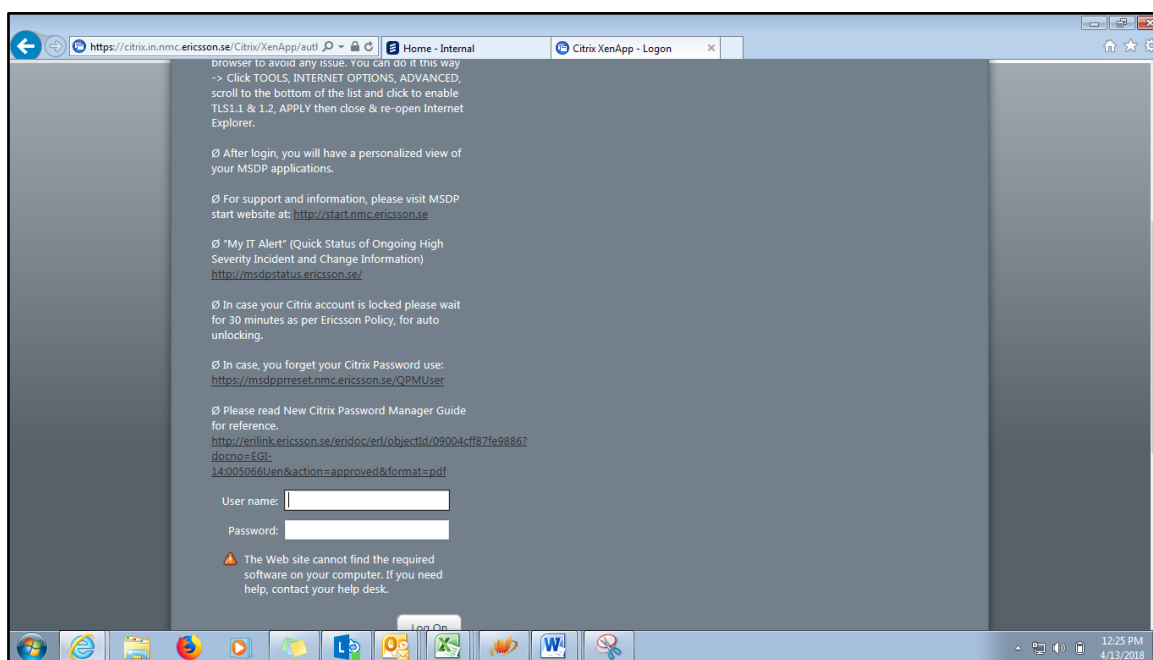 https://citrix.in.nmc.ericsson.se/Citrix/XenApp/autl
Home - Internal
Citrix XenApp - Logon
browser to avoid any issue. You can do it this way
-> Click TOOLS, INTERNET OPTIONS, ADVANCED,
scroll to the bottom of the list and click to enable
TLS1.1 & 1.2, APPLY then close & re-open Internet
Explorer.
Ø After login, you will have a personalized view of
your MSDP applications.
Ø For support and information, please visit MSDP
start website at: http://start.nmc.ericsson.se
Ø "My IT Alert" (Quick Status of Ongoing High
Severity Incident and Change Information)
http://msdpstatus.ericsson.se/
Ø In case your Citrix account is locked please wait
for 30 minutes as per Ericsson Policy, for auto
unlocking.
Ø In case, you forget your Citrix Password use:
https://msdpprreset.nmc.ericsson.se/QPMUser
Ø Please read New Citrix Password Manager Guide
for reference.
http://erilink.ericsson.se/eridoc/erl/objectId/09004cff87fe9886?
docno=EGI-
14:005066Uen&action=approved&format=pdf
User name:
Password:
The Web site cannot find the required
software on your computer. If you need
help, contact your help desk.
Log On
12:25 PM
4/13/2018